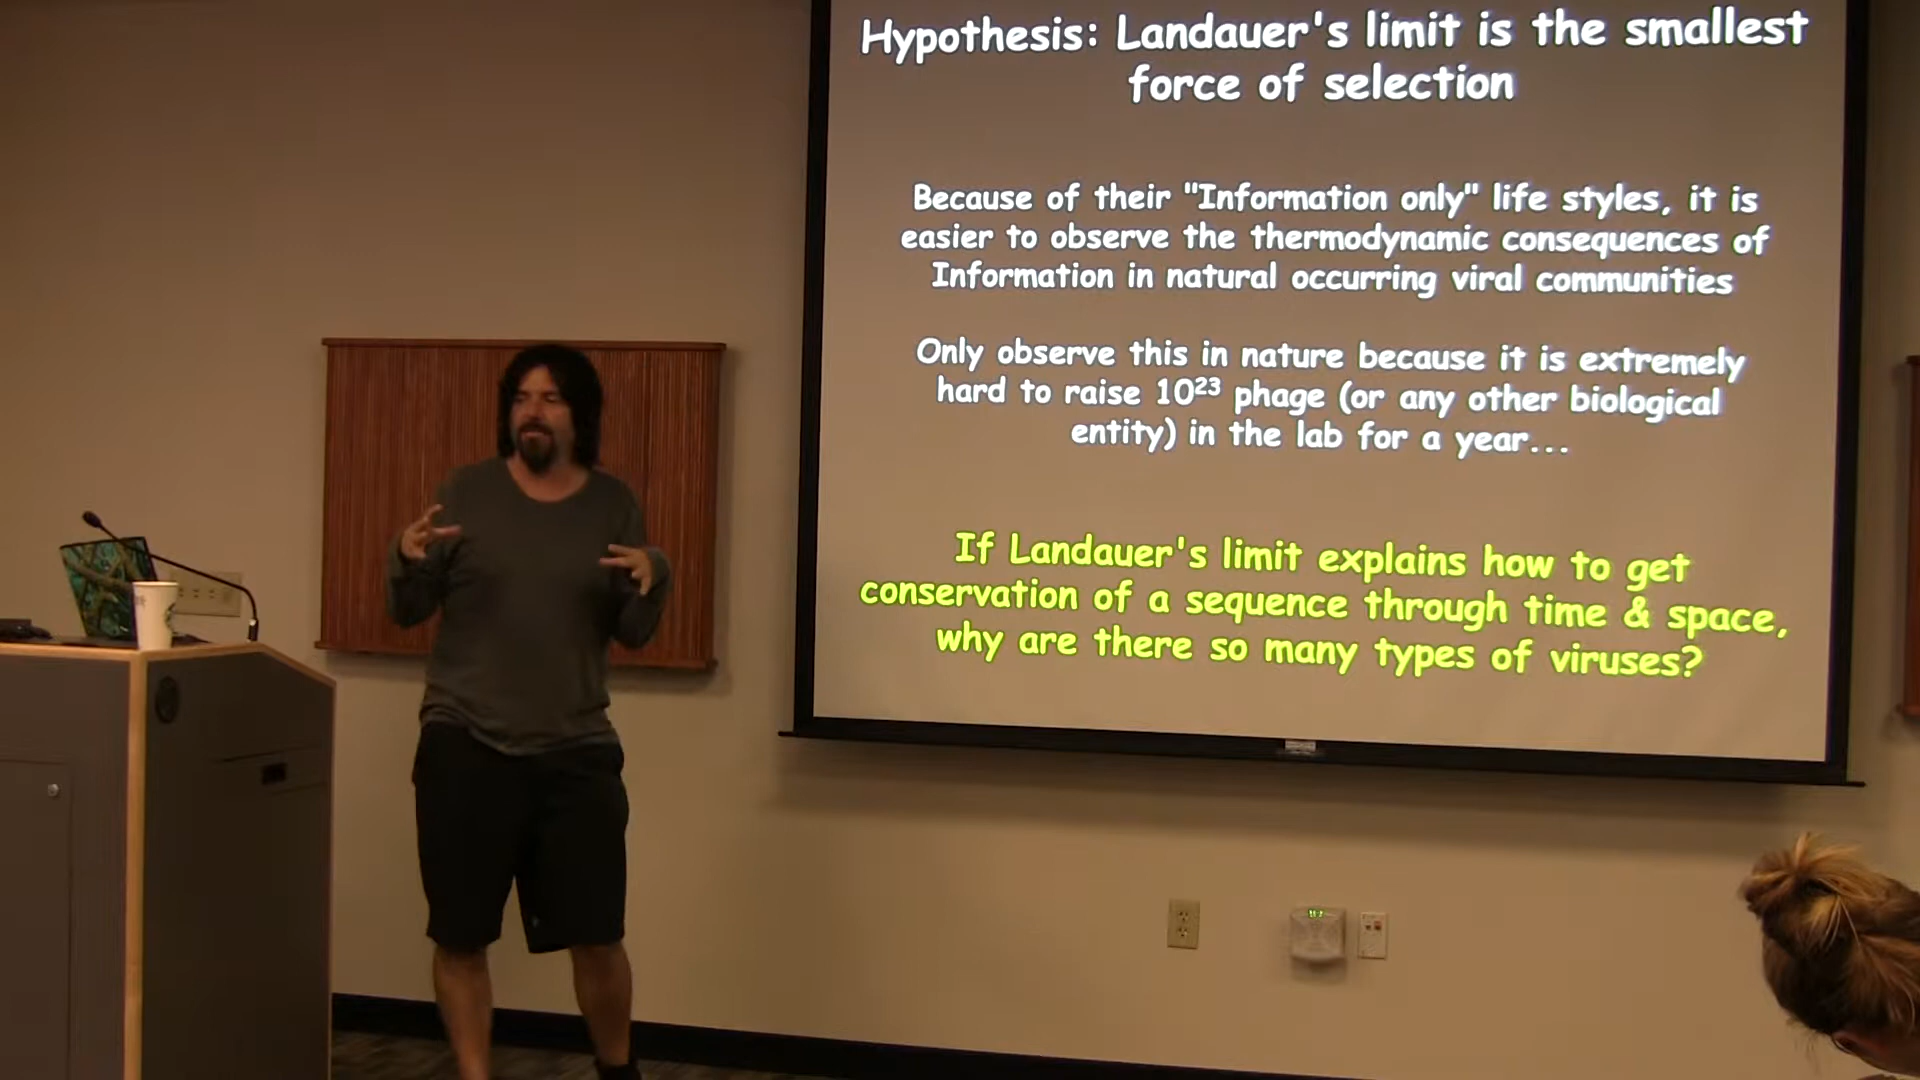 Hypothesis: Landauer's limit is the smallest
force of selection
Because of their "Information only" life styles, it is
easier to observe the thermodynamic consequences of
Information in natural occurring viral communities
Only observe this in nature because it is extremely
hard to raise 10²³ phage (or any other biological
entity) in the lab for a year...
If Landauer's limit explains how to get
conservation of a sequence through time & space,
why are there so many types of viruses?